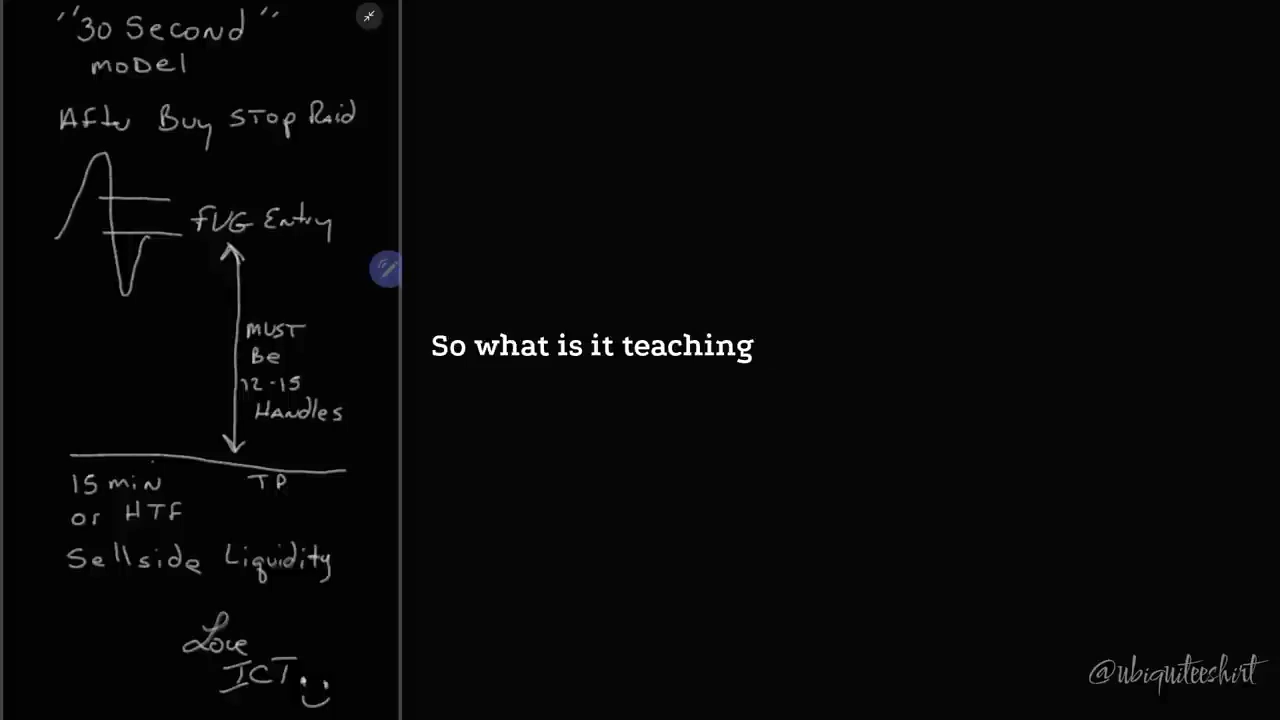 "30 Second"
MODEl
After Buy STOp Raid
FVG Entry
MUST
Be
12-15
HANdles
15 MiN
TP
or HTF
Sellside Liquidity
Love
ICT
So what is it teaching
@ubiquiteeshirt